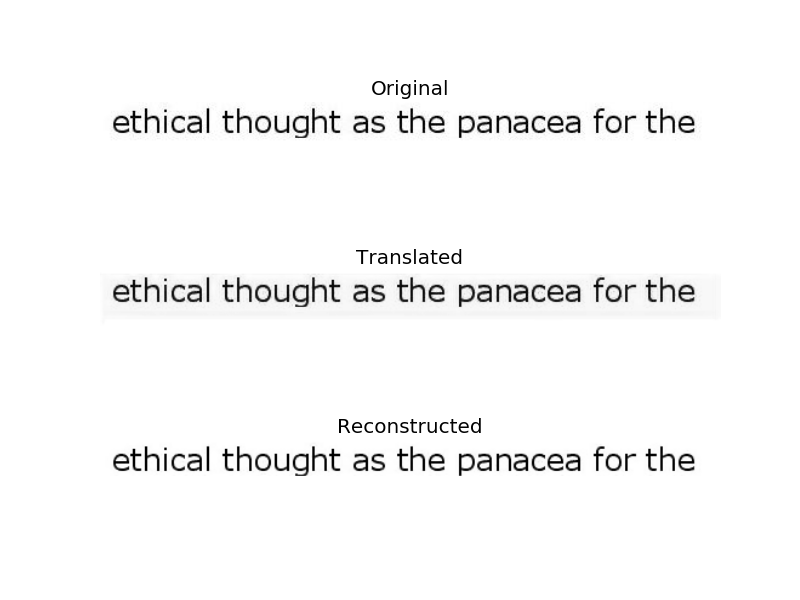 Original
ethical thought as the panacea for the
Translated
ethical thought as the panacea for the
Reconstructed
ethical thought as the panacea for the